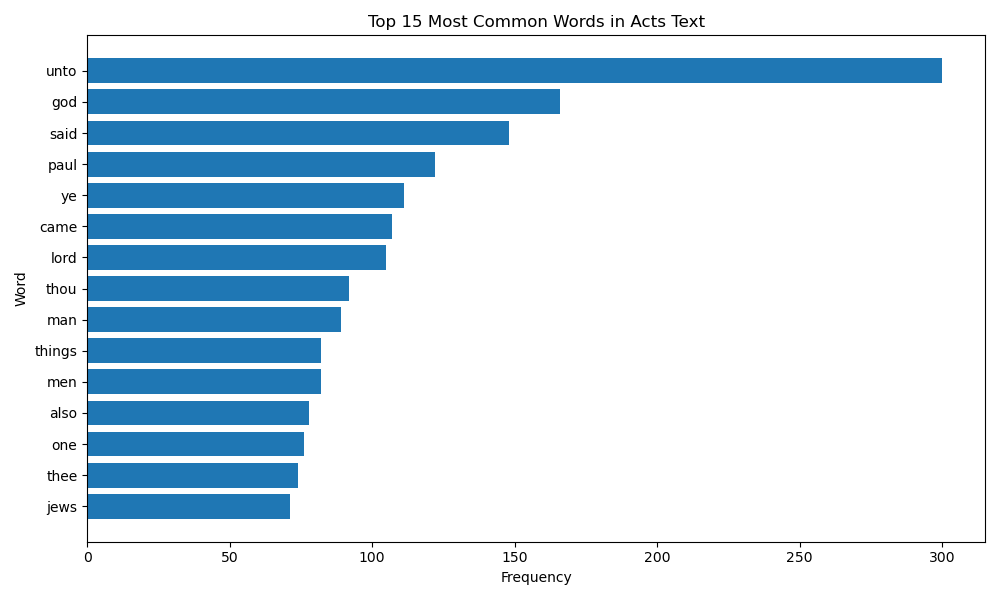 Top 15 Most Common Words in Acts Text
Word
unto
god
said
paul
ye
came
lord
thou
man
things
men
also
one
thee
jews
0 50 100 150 200 250 300
Frequency